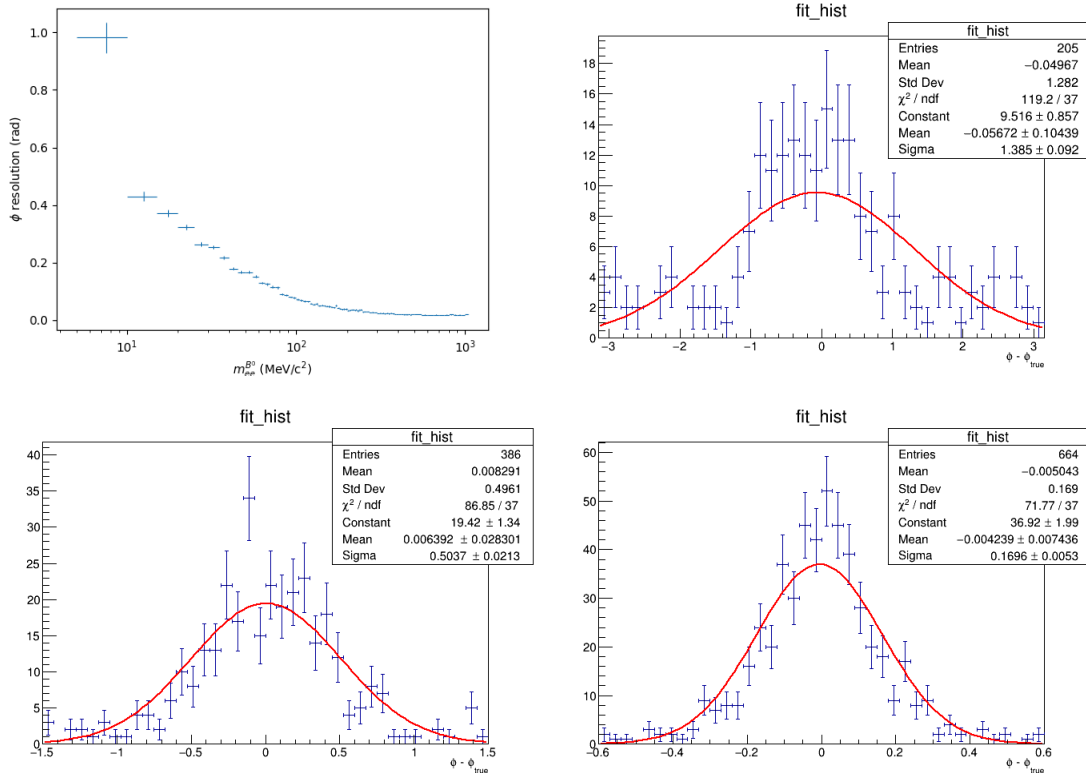 1.0
0.8
0.6
0.4
0.2
0.0
ϕ resolution (rad)
10¹
10²
10³
(MeV/c²)
fit_hist
fit_hist
Entries 205
Mean −0.04967
Std Dev 1.282
χ² / ndf 119.2 / 37
Constant 9.516 ± 0.857
Mean −0.05672 ± 0.10439
Sigma 1.385 ± 0.092
18
16
14
12
10
8
6
4
2
0
−3 −2 −1 0 1 2 3
ϕ - ϕtrue
fit_hist
fit_hist
Entries 386
Mean 0.008291
Std Dev 0.4961
χ² / ndf 86.85 / 37
Constant 19.42 ± 1.34
Mean 0.006392 ± 0.028301
Sigma 0.5037 ± 0.0213
40
35
30
25
20
15
10
5
0
−1.5 −1 −0.5 0 0.5 1 1.5
ϕ - ϕtrue
fit_hist
fit_hist
Entries 664
Mean −0.005043
Std Dev 0.169
χ² / ndf 71.77 / 37
Constant 36.92 ± 1.99
Mean −0.004239 ± 0.007436
Sigma 0.1696 ± 0.0053
60
50
40
30
20
10
0
−0.6 −0.4 −0.2 0 0.2 0.4 0.6
ϕ - ϕtrue